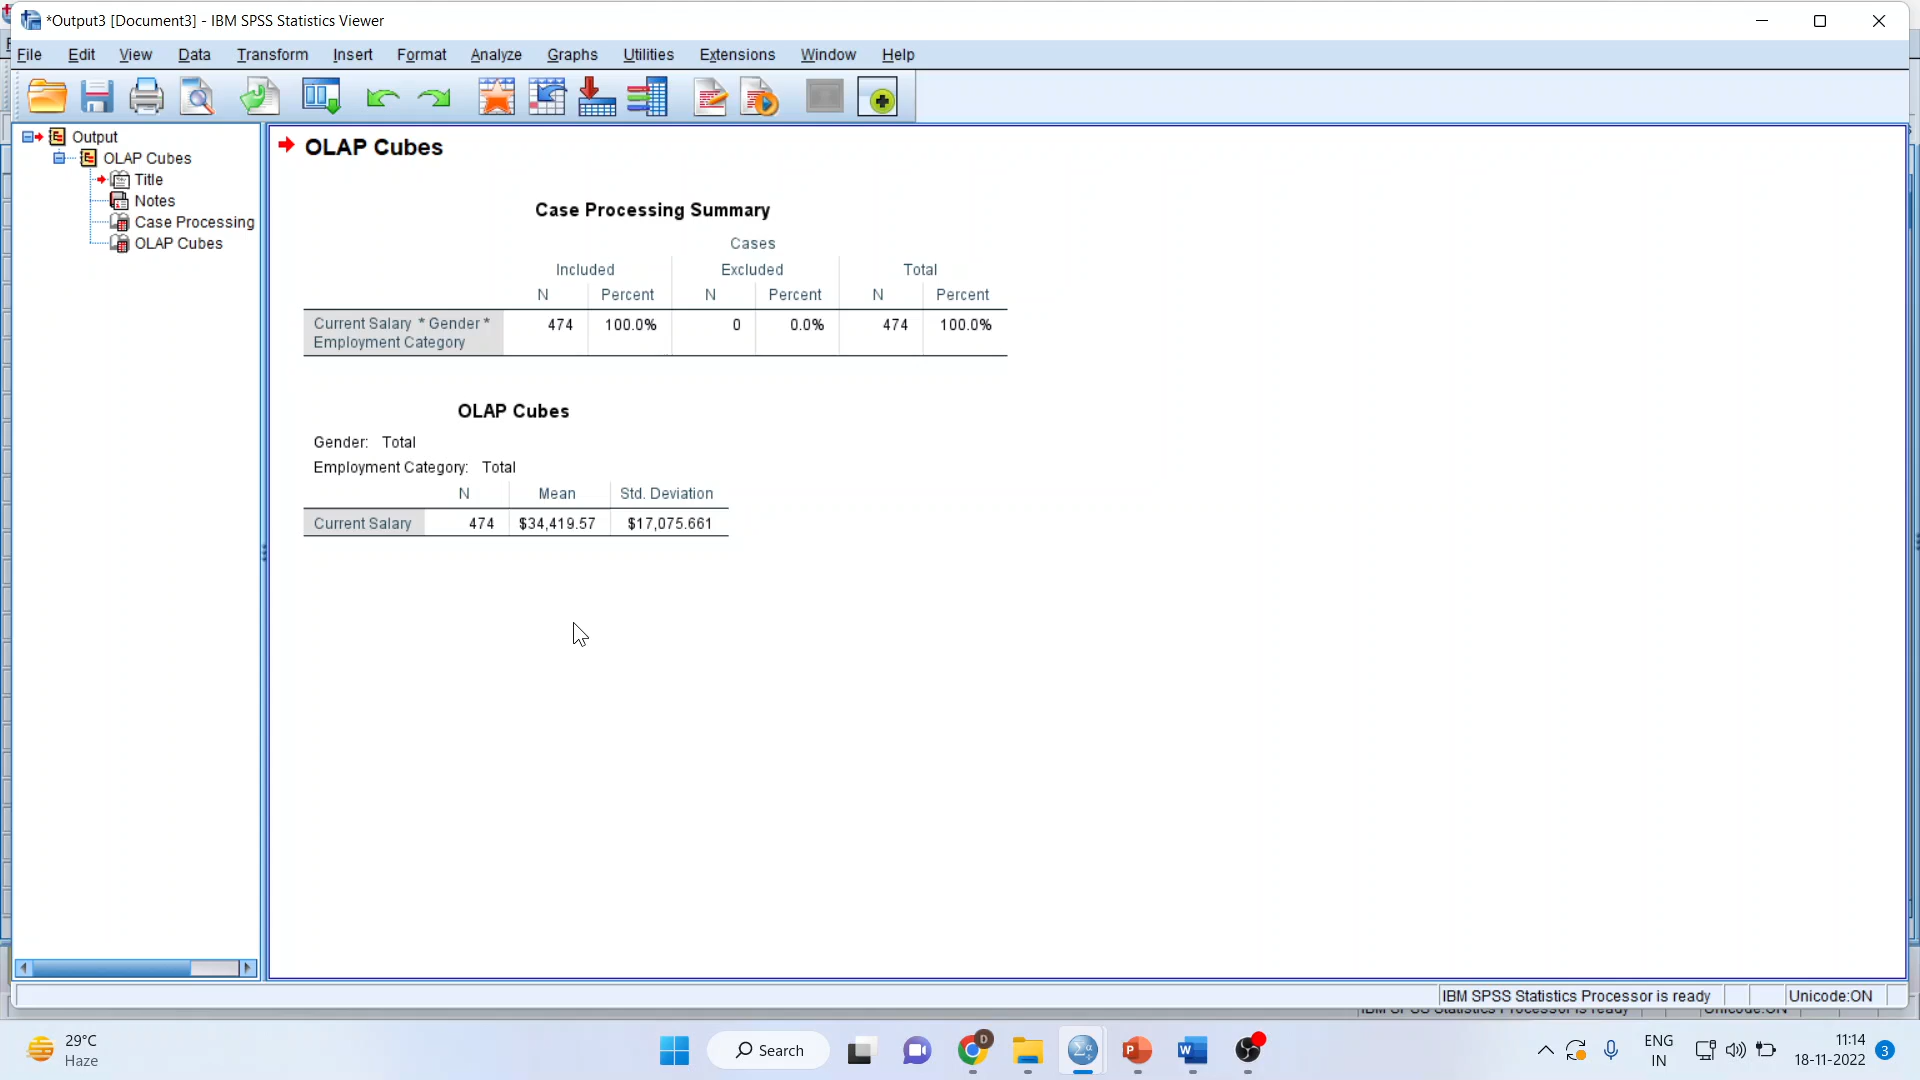 *Output3 [Document3] - IBM SPSS Statistics Viewer
File Edit View Data Transform Insert Format Analyze Graphs Utilities Extensions Window Help
Output
OLAP Cubes
Title
Notes
Case Processing
OLAP Cubes
OLAP Cubes
Case Processing Summary
Cases
Included Excluded Total
N Percent N Percent N Percent
Current Salary * Gender * Employment Category 474 100.0% 0 0.0% 474 100.0%
OLAP Cubes
Gender: Total
Employment Category: Total
N Mean Std. Deviation
Current Salary 474 $34,419.57 $17,075.661
IBM SPSS Statistics Processor is ready Unicode:ON
29°C
Haze
Search
D
ENG
IN
11:14
18-11-2022
3